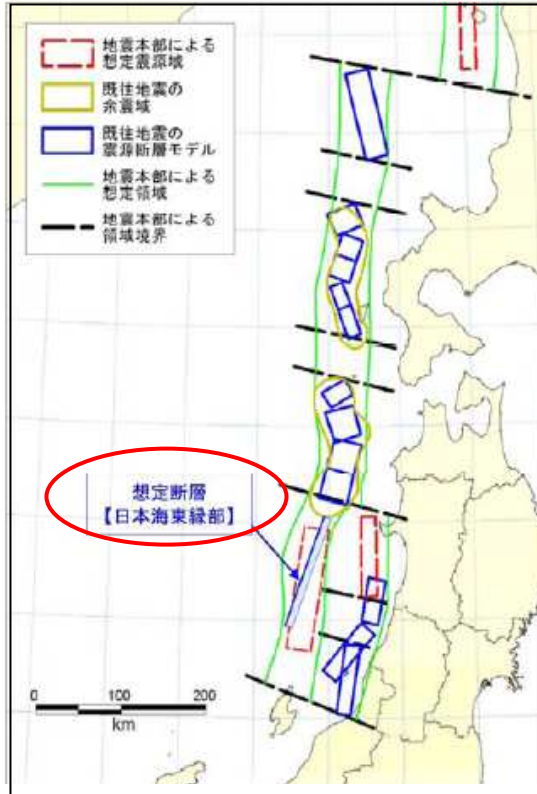 地震本部による
想定震源域
既往地震の
余震域
既往地震の
震源断層モデル
地震本部による
想定領域
地震本部による
領域境界
想定断層
【日本海東縁部】
0 100 200
km